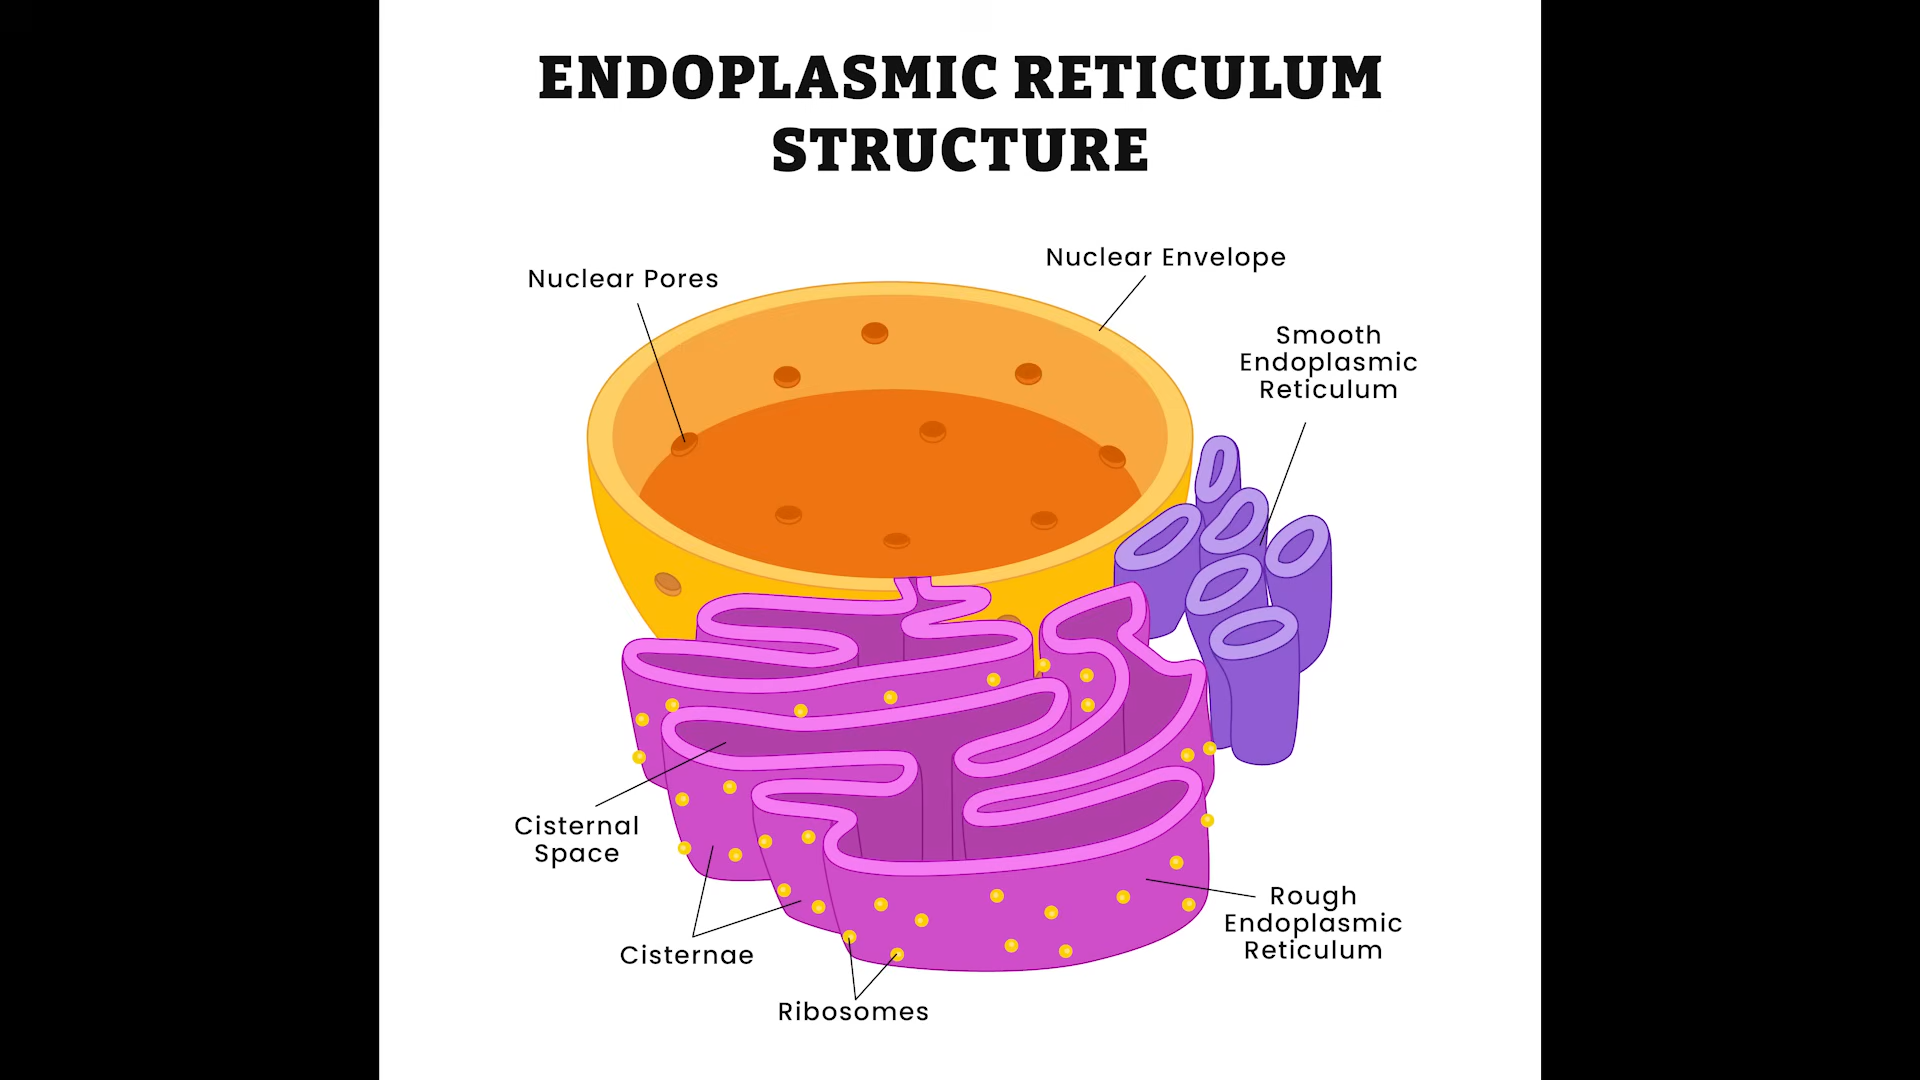 ENDOPLASMIC RETICULUM
STRUCTURE
Nuclear Envelope
Nuclear Pores
Smooth
Endoplasmic
Reticulum
Cisternal
Space
Rough
Endoplasmic
Reticulum
Cisternae
Ribosomes